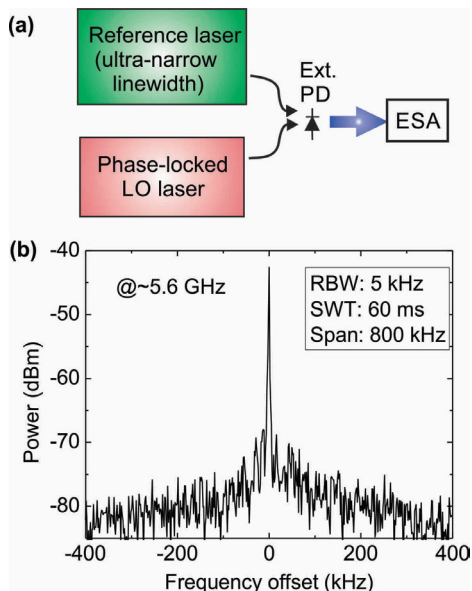 (a)
Reference laser
(ultra-narrow
linewidth)
Ext.
PD
ESA
Phase-locked
LO laser
(b)
-40
-50
-60
-70
-80
Power (dBm)
@~5.6 GHz
RBW: 5 kHz
SWT: 60 ms
Span: 800 kHz
-400
-200
0
200
400
Frequency offset (kHz)